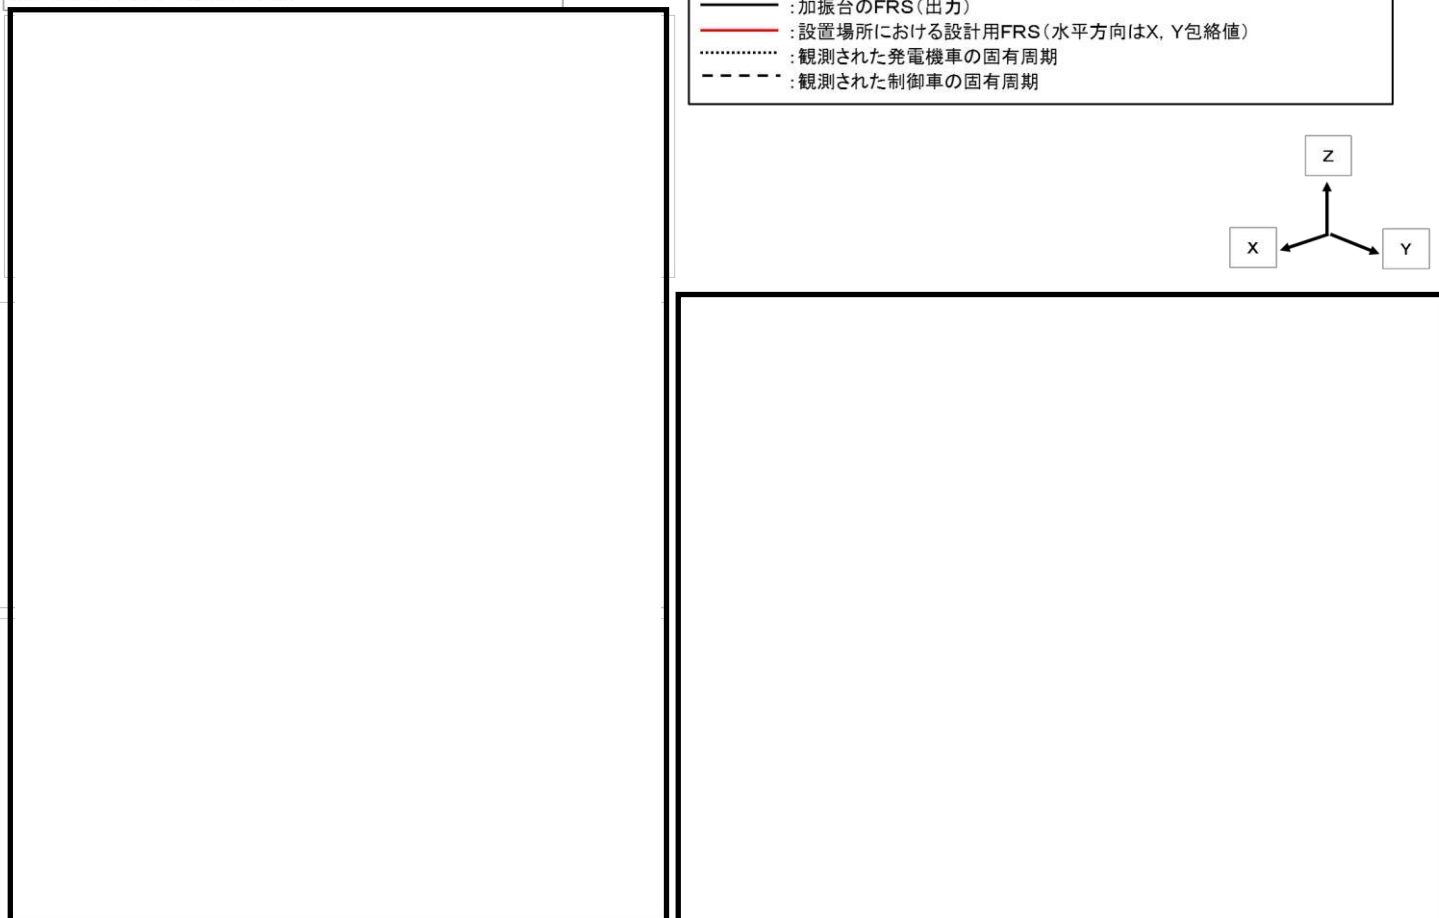 :加振台のFRS(出力)
:設置場所における設計用FRS(水平方向はX, Y包絡値)
:観測された発電機車の固有周期
:観測された制御車の固有周期
Z
X
Y